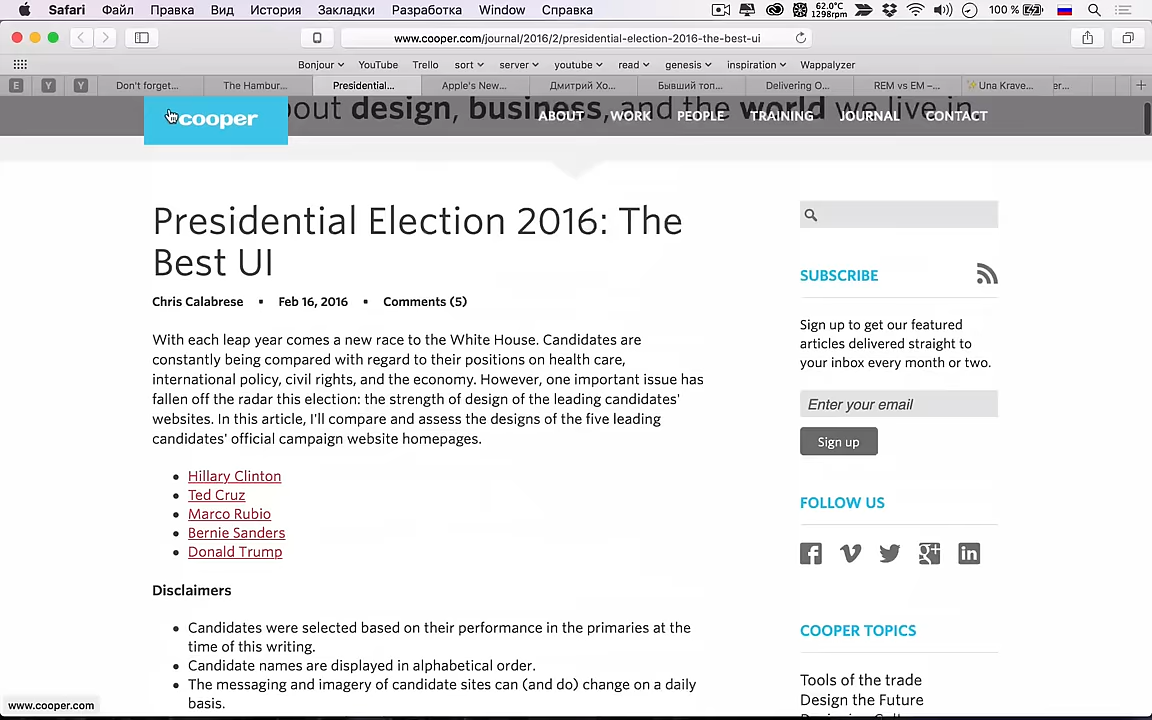 Safari Файл Правка Вид История Закладки Разработка Window Справка 62.0°C 1298rpm 100 %
www.cooper.com/journal/2016/2/presidential-election-2016-the-best-ui
Bonjour YouTube Trello sort server youtube read genesis inspiration Wappalyzer
E Y Y Don't forget... The Hambur... Presidential... Apple's New... Дмитрий Хо... Бывший топ... Delivering O... REM vs EM –... Una Krave... er...
about design, business, and the world we live in
cooper ABOUT WORK PEOPLE TRAINING JOURNAL CONTACT
Presidential Election 2016: The
Best UI
Chris Calabrese ▪ Feb 16, 2016 ▪ Comments (5)
With each leap year comes a new race to the White House. Candidates are
constantly being compared with regard to their positions on health care,
international policy, civil rights, and the economy. However, one important issue has
fallen off the radar this election: the strength of design of the leading candidates'
websites. In this article, I'll compare and assess the designs of the five leading
candidates' official campaign website homepages.
• Hillary Clinton
• Ted Cruz
• Marco Rubio
• Bernie Sanders
• Donald Trump
Disclaimers
• Candidates were selected based on their performance in the primaries at the
time of this writing.
• Candidate names are displayed in alphabetical order.
• The messaging and imagery of candidate sites can (and do) change on a daily
basis.
SUBSCRIBE
Sign up to get our featured
articles delivered straight to
your inbox every month or two.
Enter your email
Sign up
FOLLOW US
COOPER TOPICS
Tools of the trade
Design the Future
www.cooper.com